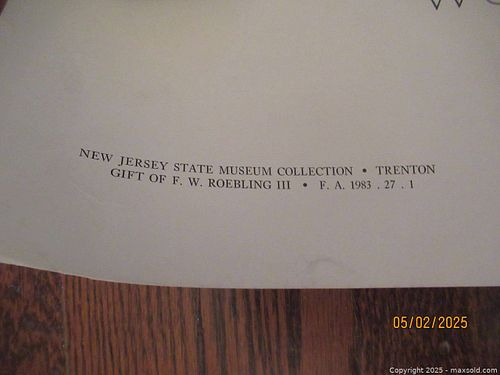 NEW JERSEY STATE MUSEUM COLLECTION • TRENTON
GIFT OF F. W. ROEBLING III • F. A. 1983 . 27 . 1
05/02/2025
Copyright 2025 - maxsold.com